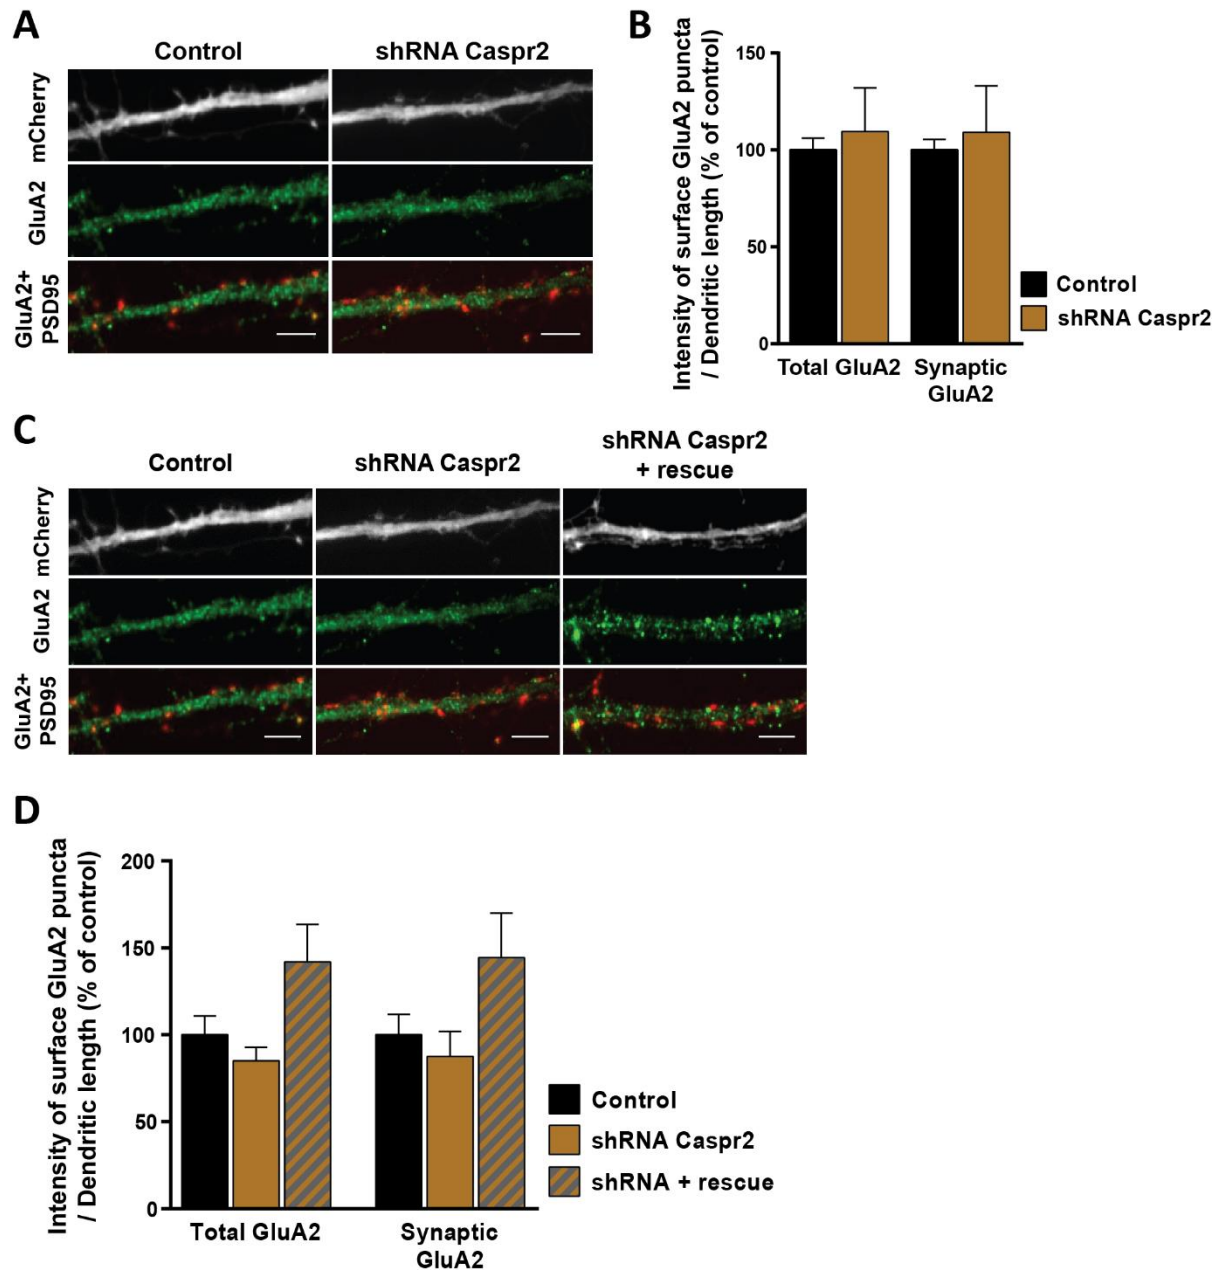 A
Control
shRNA Caspr2
mCherry
GluA2
GluA2+
PSD95
B
Intensity of surface GluA2 puncta
/ Dendritic length (% of control)
150
100
50
0
Total GluA2
Synaptic
GluA2
Control
shRNA Caspr2
C
Control
shRNA Caspr2
shRNA Caspr2
+ rescue
mCherry
GluA2
GluA2+
PSD95
D
Intensity of surface GluA2 puncta
/ Dendritic length (% of control)
200
150
100
50
0
Total GluA2
Synaptic
GluA2
Control
shRNA Caspr2
shRNA + rescue